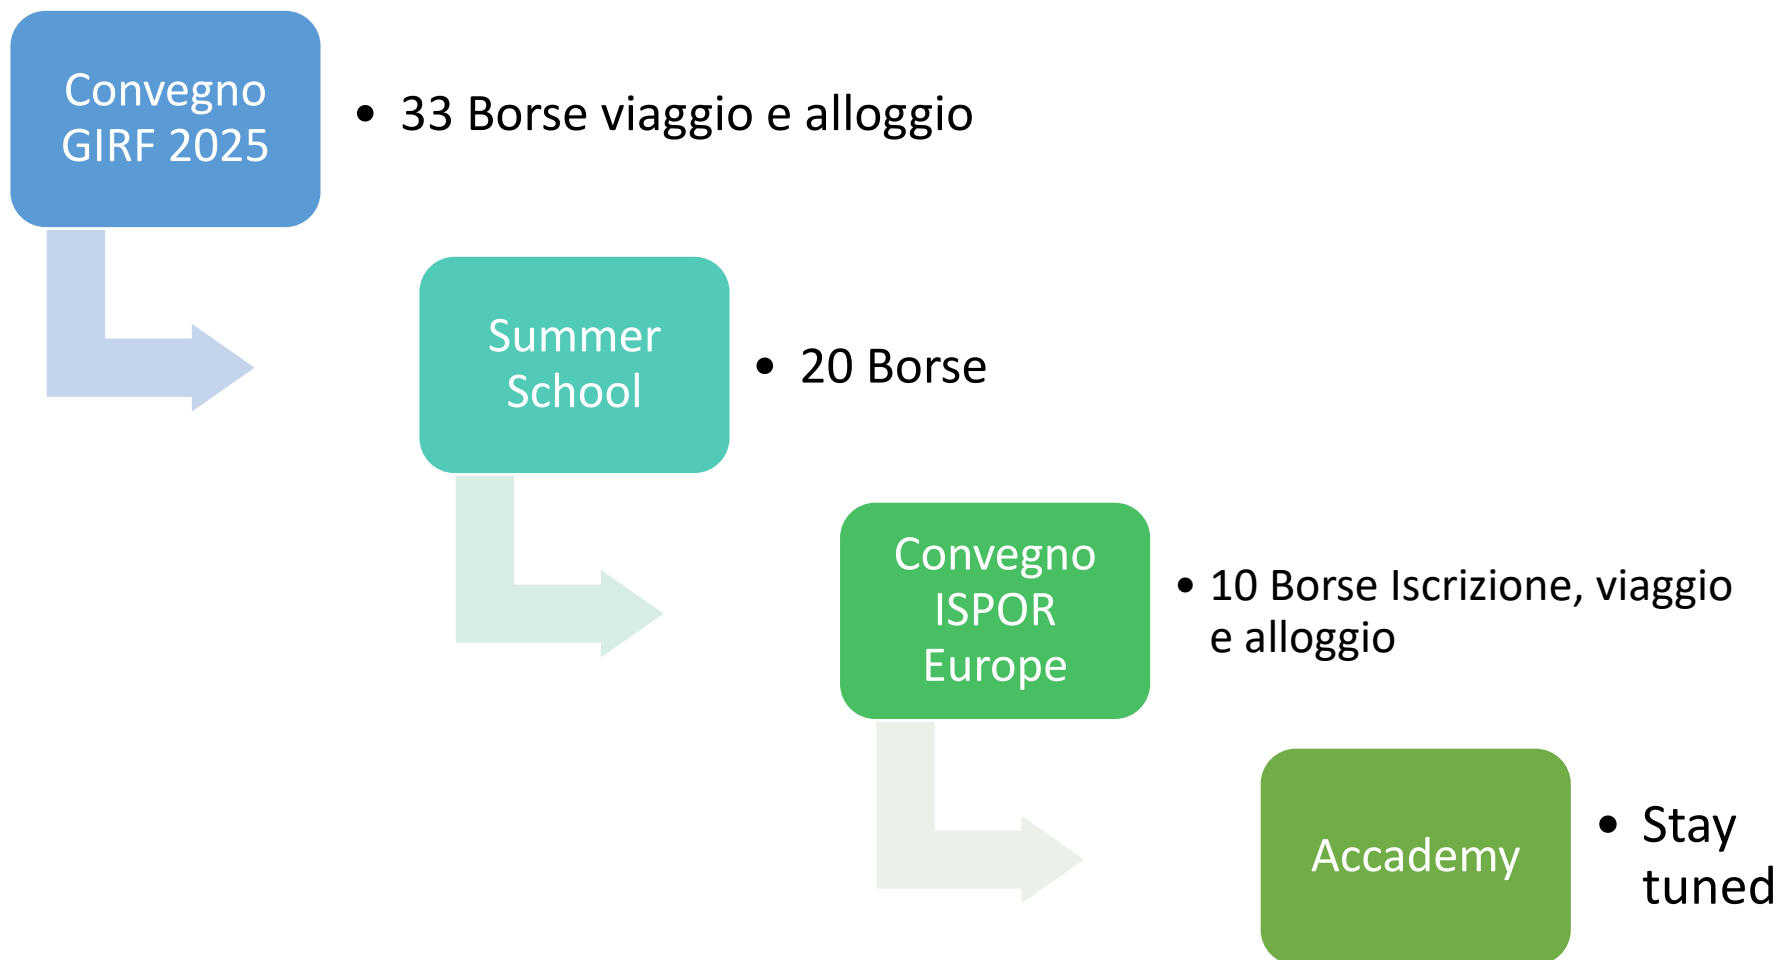 Convegno
GIRF 2025
• 33 Borse viaggio e alloggio
Summer
School
• 20 Borse
Convegno
ISPOR
Europe
• 10 Borse Iscrizione, viaggio
e alloggio
Accademy
• Stay
tuned